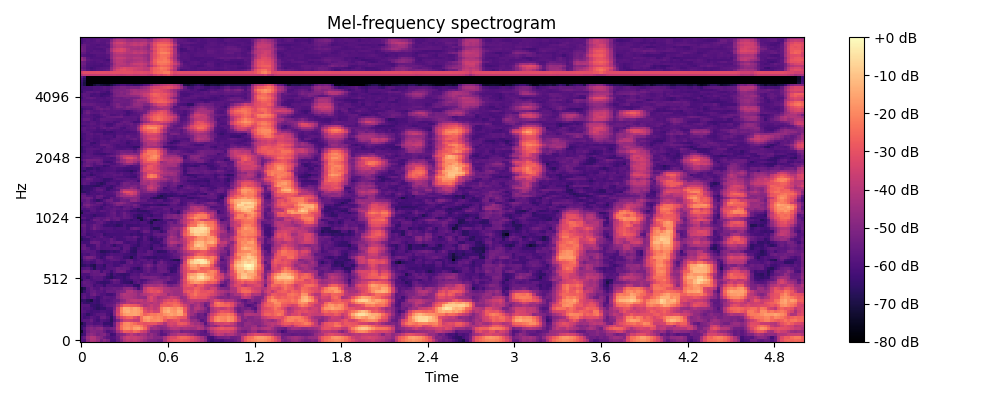 Mel-frequency spectrogram
+0 dB
-10 dB
-20 dB
-30 dB
-40 dB
-50 dB
-60 dB
-70 dB
-80 dB
Hz
4096
2048
1024
512
0
0 0.6 1.2 1.8 2.4 3 3.6 4.2 4.8
Time